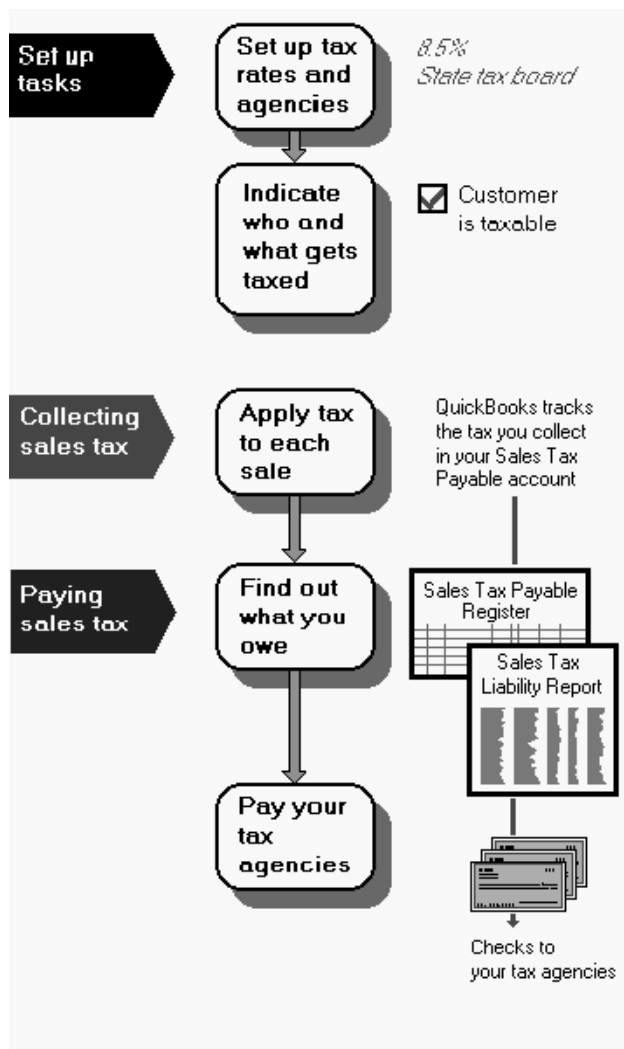 Set up
tasks
Set up tax
rates and
agencies
8.5%
State tax board
Indicate
who and
what gets
taxed
Customer
is taxable
Collecting
sales tax
Apply tax
to each
sale
QuickBooks tracks
the tax you collect
in your Sales Tax
Payable account
Paying
sales tax
Find out
what you
owe
Sales Tax Payable
Register
Sales Tax
Liability Report
Pay your
tax
agencies
Checks to
your tax agencies